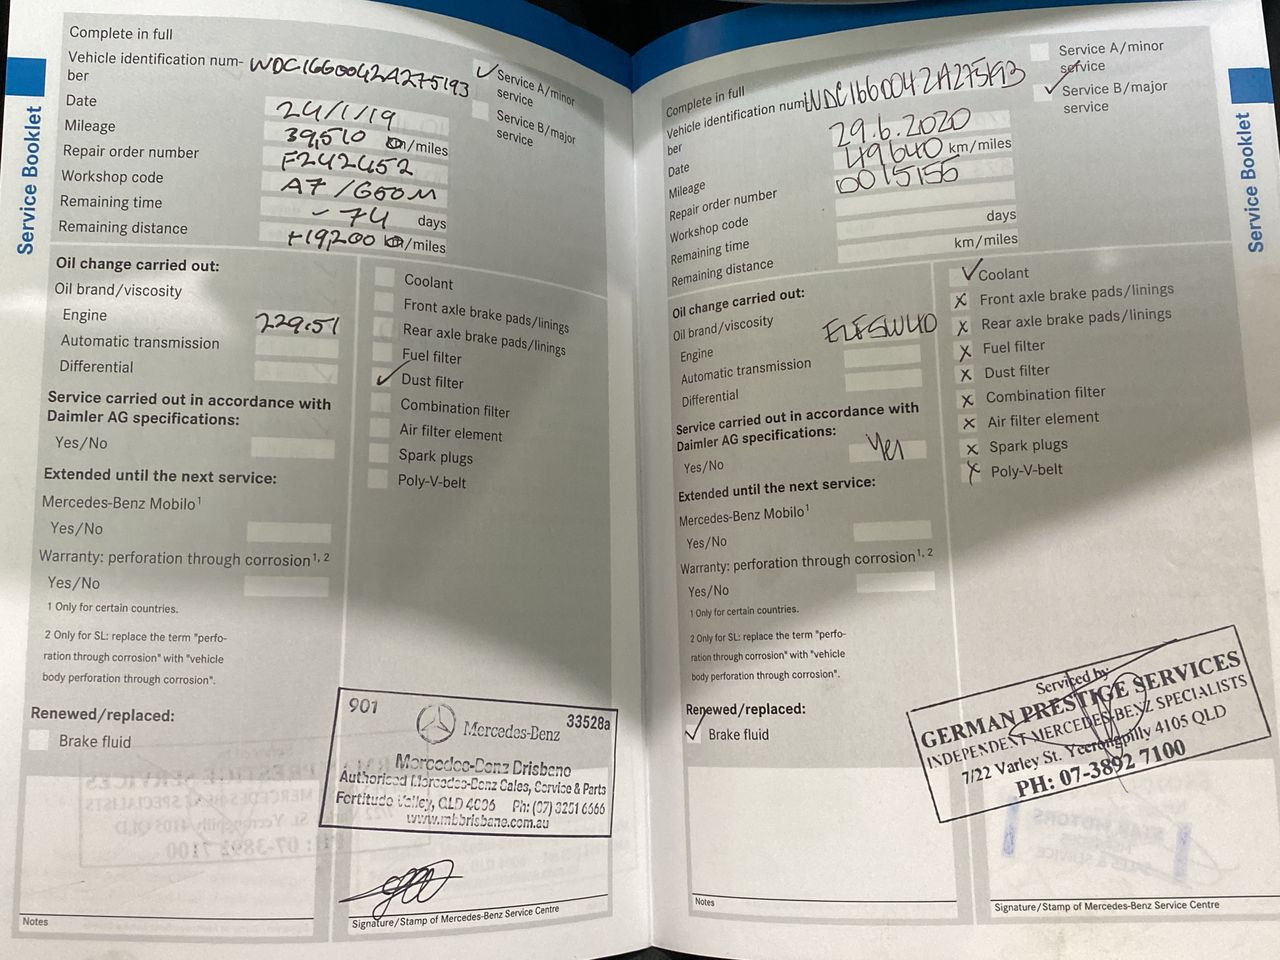 Service Booklet
Complete in full
Vehicle identification num-
ber
WDC1660042A275193
Date 24/1/19
Mileage 39,510 km/miles
Repair order number F242452
Workshop code A7/GSOM
Remaining time -74 days
Remaining distance +19,200 km/miles
✓ Service A/minor
service
Service B/major
service
Oil change carried out:
Oil brand/viscosity
Engine 229.51
Automatic transmission
Differential
Service carried out in accordance with
Daimler AG specifications:
Yes/No
Extended until the next service:
Mercedes-Benz Mobilo1
Yes/No
Warranty: perforation through corrosion1, 2
Yes/No
1 Only for certain countries.
2 Only for SL: replace the term "perfo-
ration through corrosion" with "vehicle
body perforation through corrosion".
Renewed/replaced:
Brake fluid
Notes
Coolant
Front axle brake pads/linings
Rear axle brake pads/linings
Fuel filter
✓ Dust filter
Combination filter
Air filter element
Spark plugs
Poly-V-belt
901 33528a
Mercedes-Benz
Mercedes-Benz Brisbane
Authorised Mercedes-Benz Sales, Service & Parts
Fortitude Valley, QLD 4006 Ph: (07) 3251 6666
www.mbbrisbane.com.au
Signature/Stamp of Mercedes-Benz Service Centre
Complete in full
Vehicle identification num
ber
WDC1660042A275193
Date 29.6.2020
Mileage 49640 km/miles
Repair order number 0015156
Workshop code
Remaining time days
Remaining distance km/miles
Service A/minor
service
✓ Service B/major
service
Oil change carried out:
Oil brand/viscosity
Engine ELF5W40
Automatic transmission
Differential
Service carried out in accordance with
Daimler AG specifications:
Yes/No Yes
Extended until the next service:
Mercedes-Benz Mobilo1
Yes/No
Warranty: perforation through corrosion1, 2
Yes/No
1 Only for certain countries.
2 Only for SL: replace the term "perfo-
ration through corrosion" with "vehicle
body perforation through corrosion".
Renewed/replaced:
✓ Brake fluid
Notes
✓ Coolant
x Front axle brake pads/linings
x Rear axle brake pads/linings
x Fuel filter
x Dust filter
x Combination filter
x Air filter element
x Spark plugs
x Poly-V-belt
Serviced by:
GERMAN PRESTIGE SERVICES
INDEPENDENT MERCEDES-BENZ SPECIALISTS
7/22 Varley St. Yeerongpilly 4105 QLD
PH: 07-3892 7100
Signature/Stamp of Mercedes-Benz Service Centre
Service Booklet